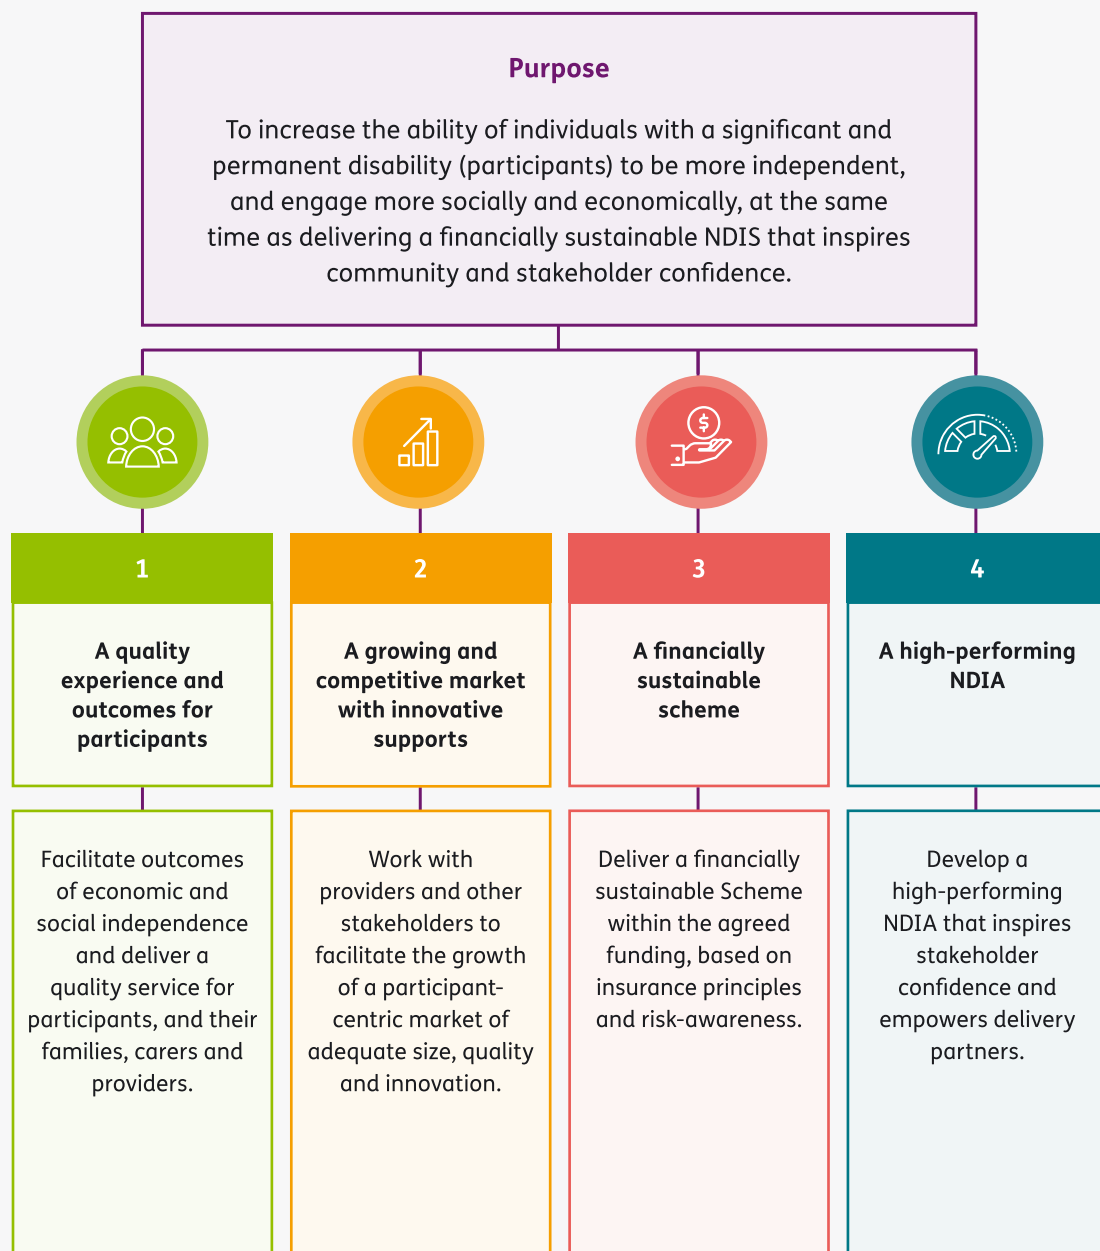 Purpose
To increase the ability of individuals with a significant and
permanent disability (participants) to be more independent,
and engage more socially and economically, at the same
time as delivering a financially sustainable NDIS that inspires
community and stakeholder confidence.
$
1
A quality
experience and
outcomes for
participants
Facilitate outcomes
of economic and
social independence
and deliver a
quality service for
participants, and their
families, carers and
providers.
2
A growing and
competitive market
with innovative
supports
Work with
providers and other
stakeholders to
facilitate the growth
of a participant-
centric market of
adequate size, quality
and innovation.
3
A financially
sustainable
scheme
Deliver a financially
sustainable Scheme
within the agreed
funding, based on
insurance principles
and risk-awareness.
4
A high-performing
NDIA
Develop a
high-performing
NDIA that inspires
stakeholder
confidence and
empowers delivery
partners.